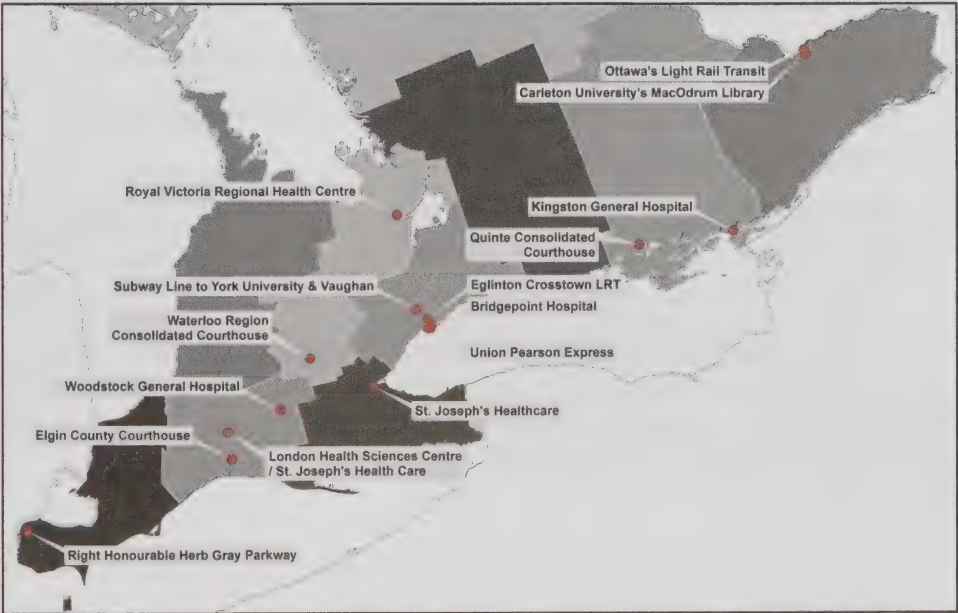 Ottawa's Light Rail Transit
Carleton University's MacOdrum Library
Royal Victoria Regional Health Centre
Kingston General Hospital
Quinte Consolidated
Courthouse
Subway Line to York University & Vaughan
Eglinton Crosstown LRT
Bridgepoint Hospital
Waterloo Region
Consolidated Courthouse
Union Pearson Express
Woodstock General Hospital
St. Joseph's Healthcare
Elgin County Courthouse
London Health Sciences Centre
/ St. Joseph's Health Care
Right Honourable Herb Gray Parkway